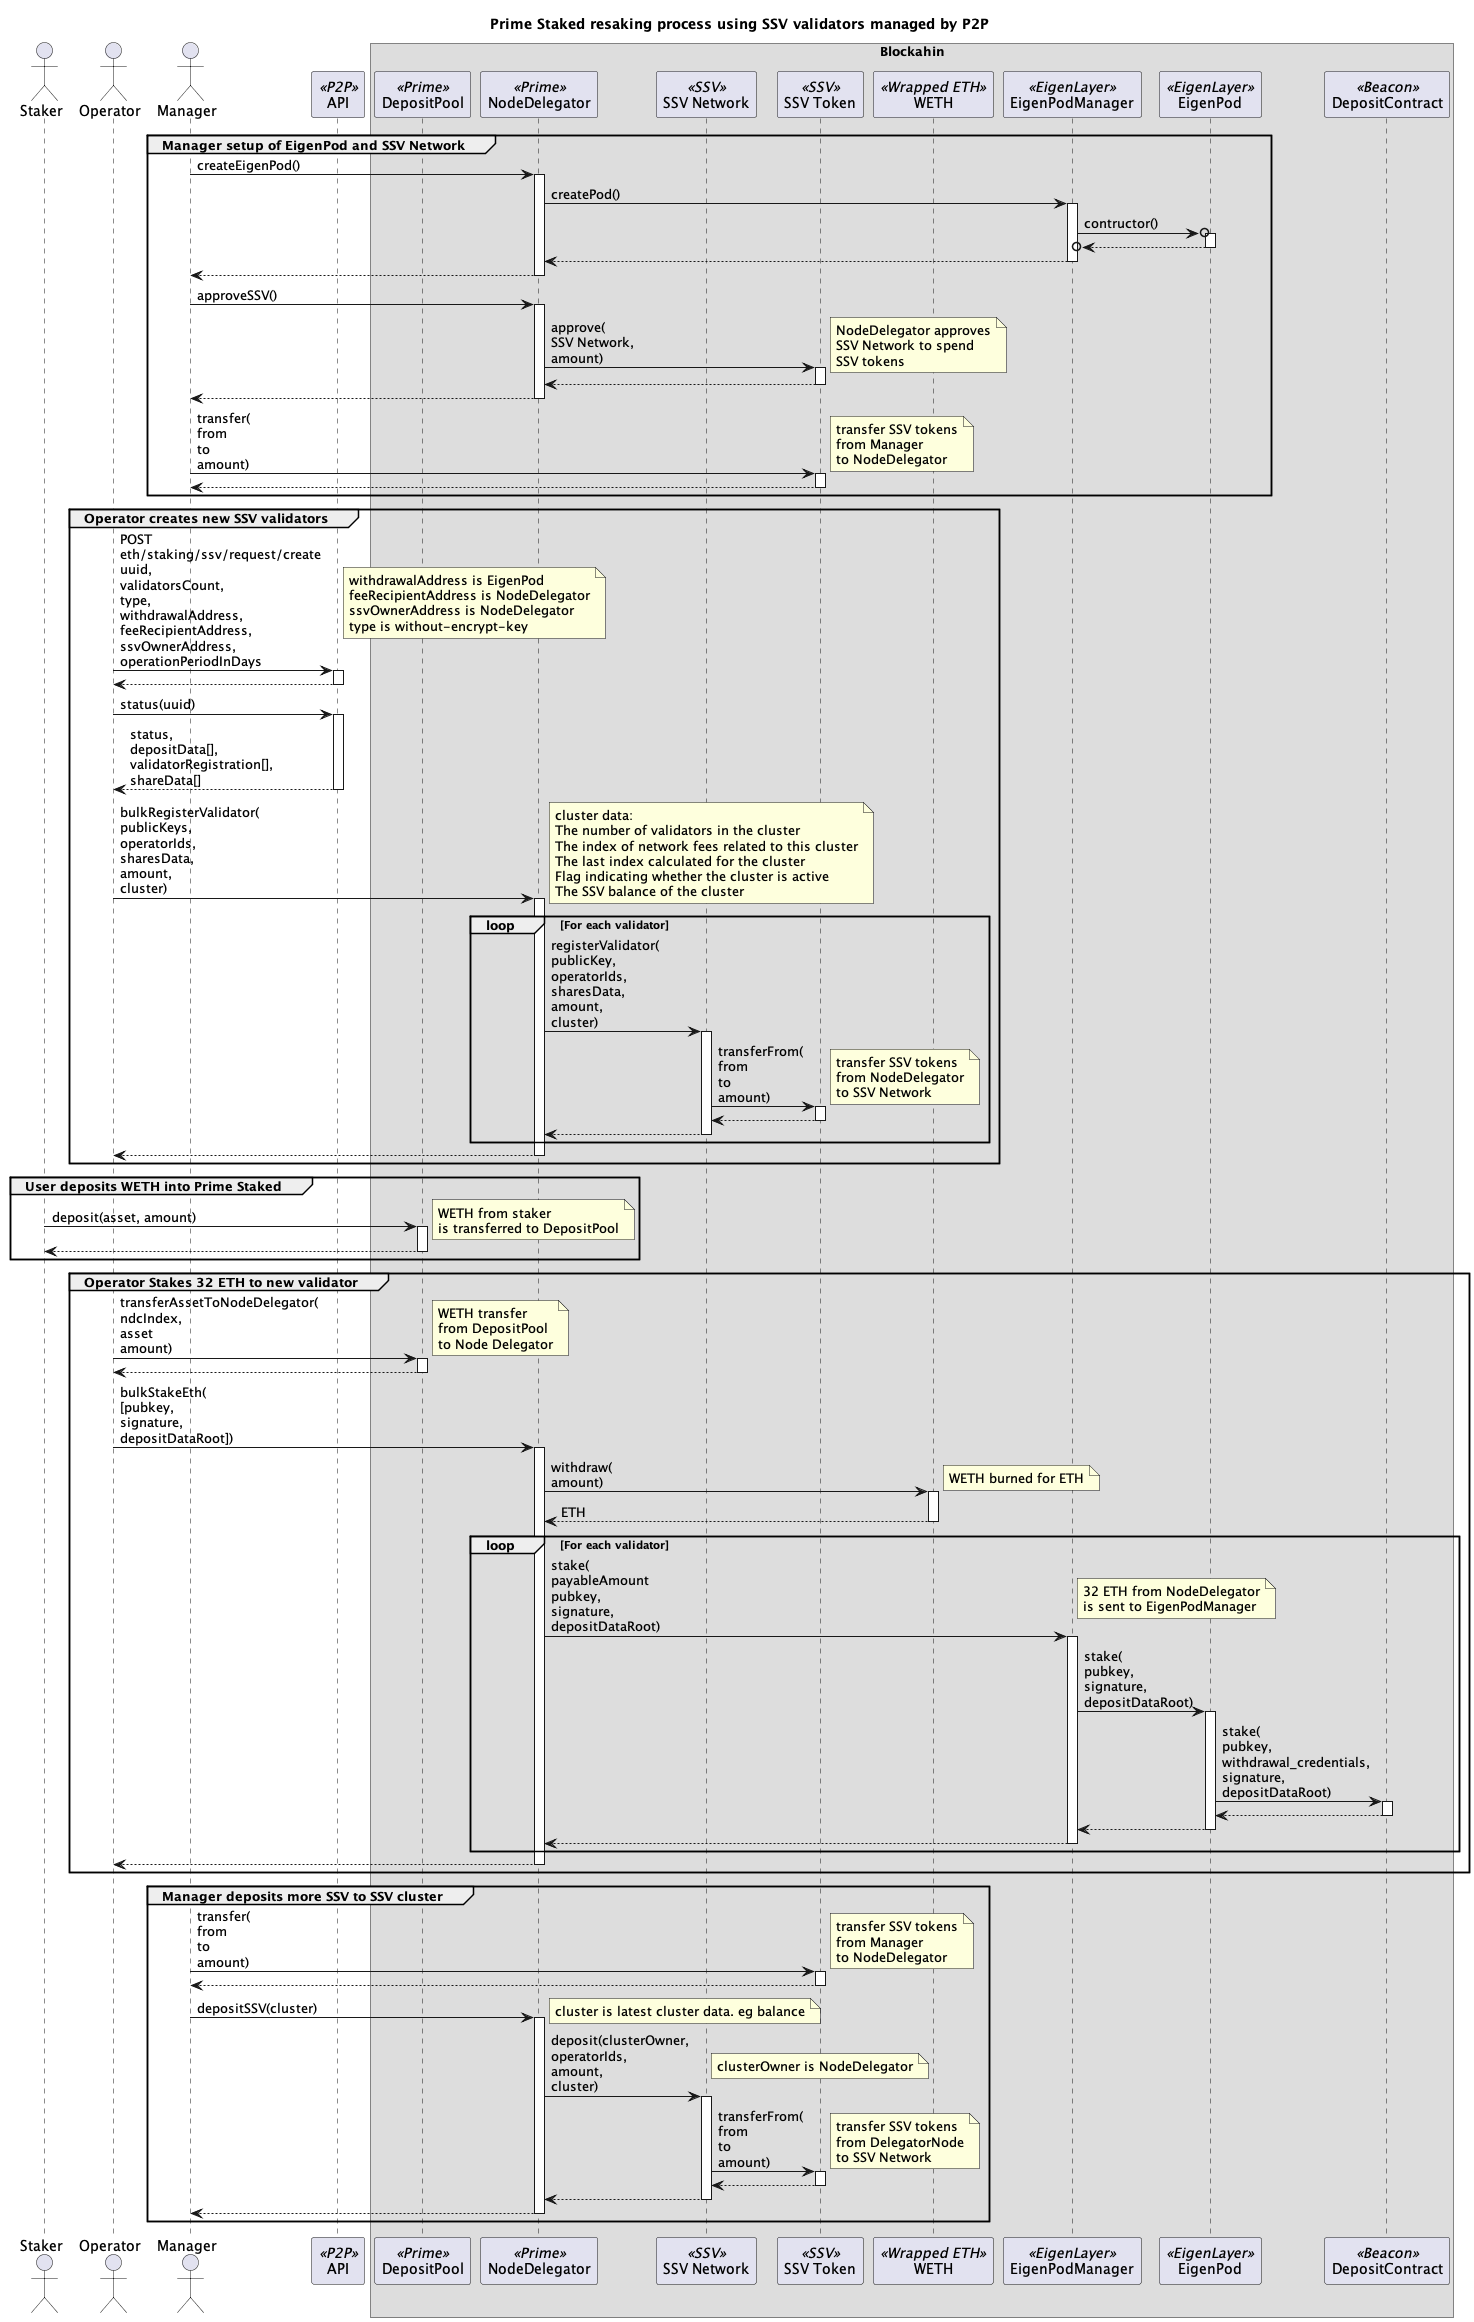 Prime Staked resaking process using SSV validators managed by P2P
Blockahin
Staker
Operator
Manager
«P2P»
API
«Prime»
DepositPool
«Prime»
NodeDelegator
«SSV»
SSV Network
«SSV»
SSV Token
«Wrapped ETH»
WETH
«EigenLayer»
EigenPodManager
«EigenLayer»
EigenPod
«Beacon»
DepositContract
Manager setup of EigenPod and SSV Network
createEigenPod()
createPod()
contructor()
approveSSV()
approve(
SSV Network,
amount)
NodeDelegator approves
SSV Network to spend
SSV tokens
transfer(
from
to
amount)
transfer SSV tokens
from Manager
to NodeDelegator
Operator creates new SSV validators
POST
eth/staking/ssv/request/create
uuid,
validatorsCount,
type,
withdrawalAddress,
feeRecipientAddress,
ssvOwnerAddress,
operationPeriodInDays
withdrawalAddress is EigenPod
feeRecipientAddress is NodeDelegator
ssvOwnerAddress is NodeDelegator
type is without-encrypt-key
status(uuid)
status,
depositData[],
validatorRegistration[],
shareData[]
bulkRegisterValidator(
publicKeys,
operatorIds,
sharesData,
amount,
cluster)
cluster data:
The number of validators in the cluster
The index of network fees related to this cluster
The last index calculated for the cluster
Flag indicating whether the cluster is active
The SSV balance of the cluster
loop
[For each validator]
registerValidator(
publicKey,
operatorIds,
sharesData,
amount,
cluster)
transferFrom(
from
to
amount)
transfer SSV tokens
from NodeDelegator
to SSV Network
User deposits WETH into Prime Staked
deposit(asset, amount)
WETH from staker
is transferred to DepositPool
Operator Stakes 32 ETH to new validator
transferAssetToNodeDelegator(
ndcIndex,
asset
amount)
WETH transfer
from DepositPool
to Node Delegator
bulkStakeEth(
[pubkey,
signature,
depositDataRoot])
withdraw(
amount)
WETH burned for ETH
ETH
loop
[For each validator]
stake(
payableAmount
pubkey,
signature,
depositDataRoot)
32 ETH from NodeDelegator
is sent to EigenPodManager
stake(
pubkey,
signature,
depositDataRoot)
stake(
pubkey,
withdrawal_credentials,
signature,
depositDataRoot)
Manager deposits more SSV to SSV cluster
transfer(
from
to
amount)
transfer SSV tokens
from Manager
to NodeDelegator
depositSSV(cluster)
cluster is latest cluster data. eg balance
deposit(clusterOwner,
operatorIds,
amount,
cluster)
clusterOwner is NodeDelegator
transferFrom(
from
to
amount)
transfer SSV tokens
from DelegatorNode
to SSV Network
Staker
Operator
Manager
«P2P»
API
«Prime»
DepositPool
«Prime»
NodeDelegator
«SSV»
SSV Network
«SSV»
SSV Token
«Wrapped ETH»
WETH
«EigenLayer»
EigenPodManager
«EigenLayer»
EigenPod
«Beacon»
DepositContract